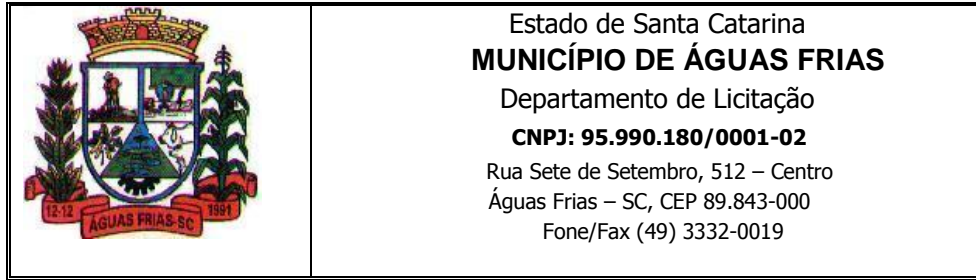 Estado de Santa Catarina
MUNICÍPIO DE ÁGUAS FRIAS
Departamento de Licitação
CNPJ: 95.990.180/0001-02
Rua Sete de Setembro, 512 – Centro
Águas Frias – SC, CEP 89.843-000
Fone/Fax (49) 3332-0019
12-12
ÁGUAS FRIAS-SC
1991